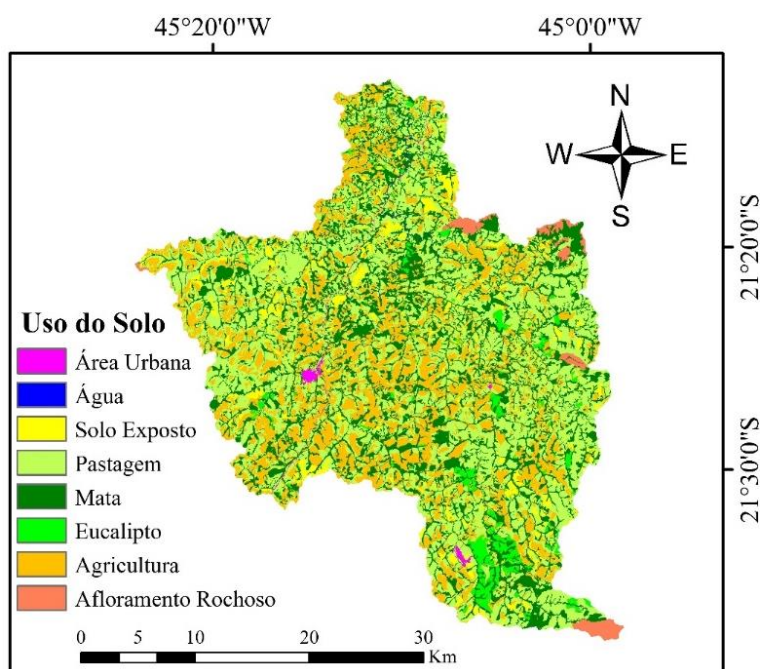 45°20'0"W 45°0'0"W
N
W E
S
21°20'0"S
Uso do Solo
Área Urbana
Água
Solo Exposto
Pastagem
Mata
Eucalipto
Agricultura
Afloramento Rochoso
21°30'0"S
0 5 10 20 30
Km